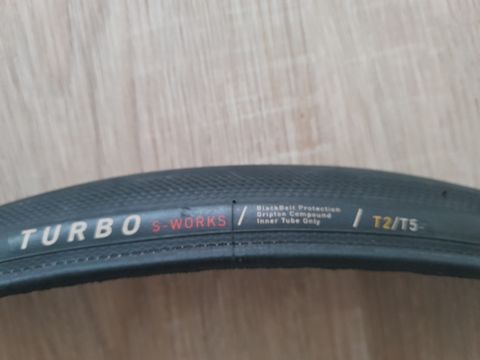 TURBO S-WORKS / BlackBelt Protection
Gripton Compound
Inner Tube Only / T2/T5